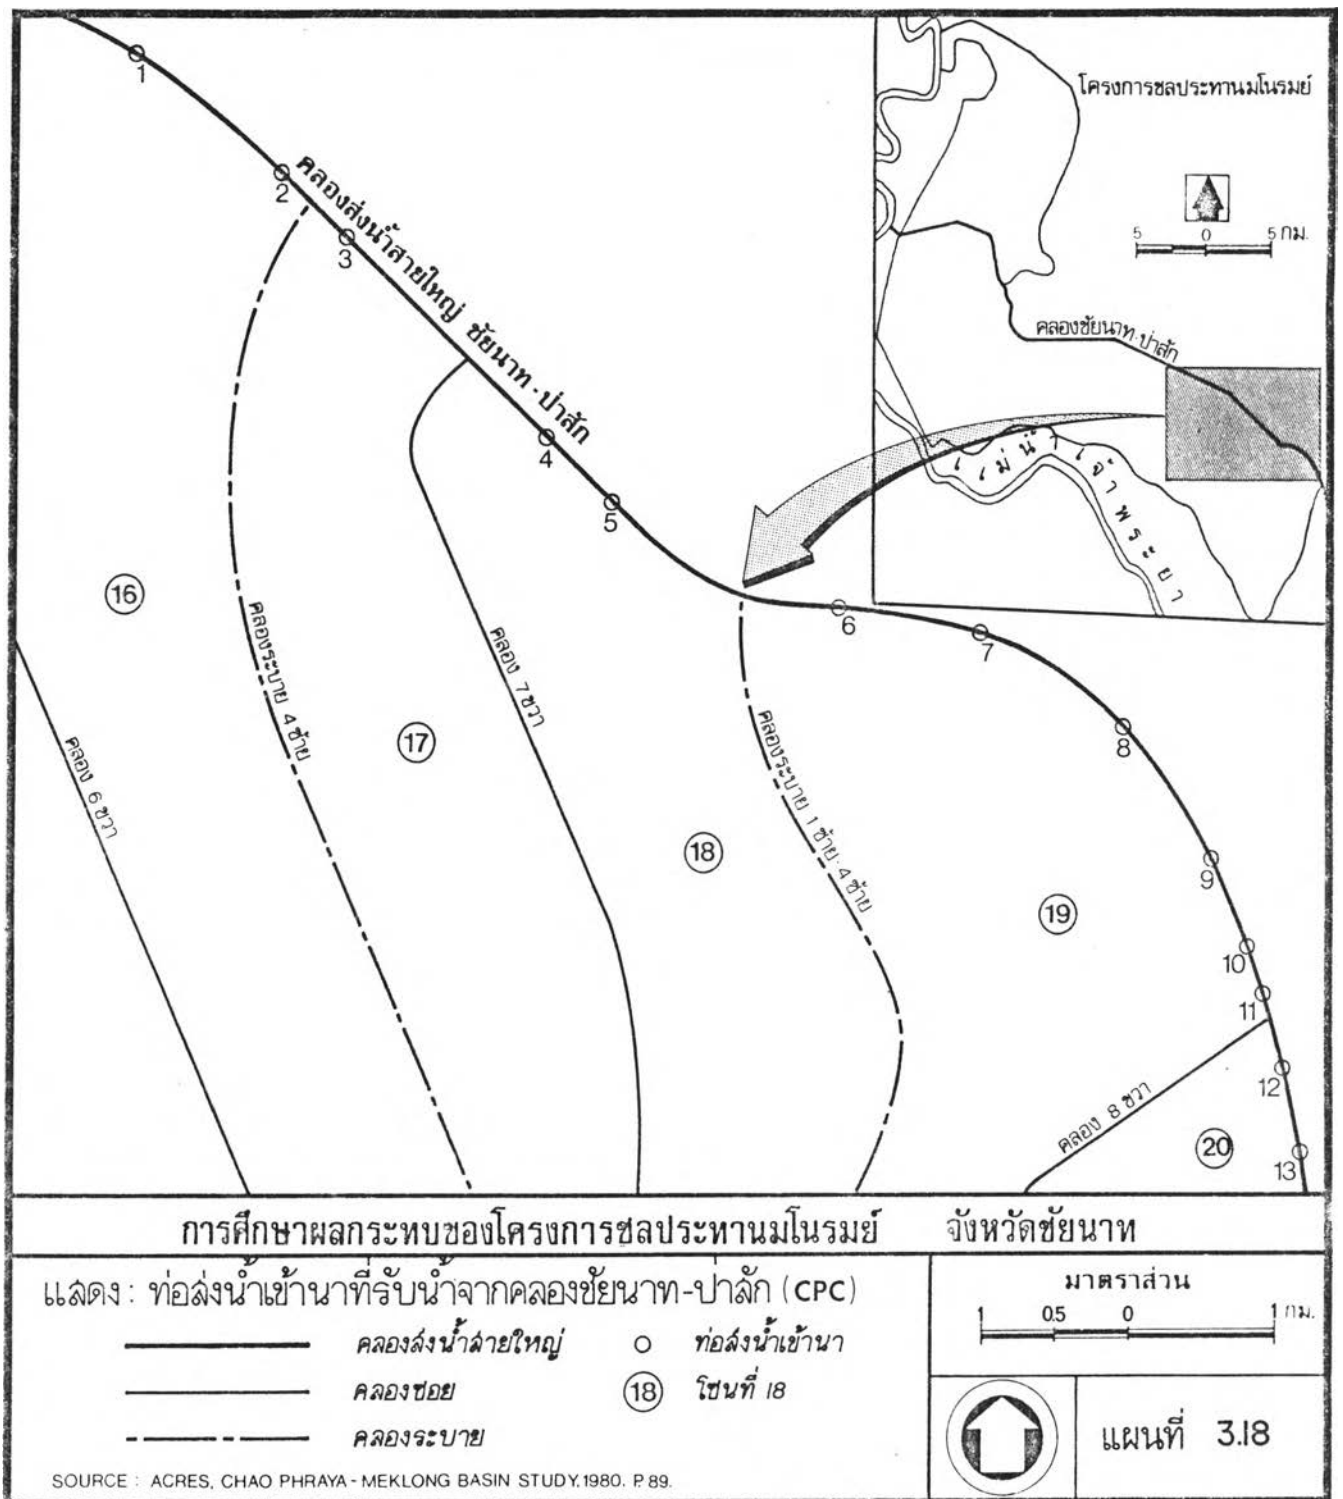 โครงการชลประทานมโนรมย์
5 0 5 กม.
คลองชัยนาท-ป่าสัก
แม่น้ำเจ้าพระยา
1
2
คลองส่งน้ำสายใหญ่ ชัยนาท-ป่าสัก
3
4
5
6
7
8
9
10
11
12
13
16
17
18
19
20
คลอง 6 ขวา
คลองระบาย 4 ซ้าย
คลอง 7 ขวา
คลองระบาย 1 ซ้าย-4 ซ้าย
คลอง 8 ขวา
การศึกษาผลกระทบของโครงการชลประทานมโนรมย์ จังหวัดชัยนาท
แสดง: ท่อส่งน้ำเข้านาที่รับน้ำจากคลองชัยนาท-ป่าสัก (CPC)
คลองส่งน้ำสายใหญ่
ท่อส่งน้ำเข้านา
คลองซอย
18 โซนที่ 18
คลองระบาย
SOURCE : ACRES, CHAO PHRAYA - MEKLONG BASIN STUDY.1980. P.89.
มาตราส่วน
1 0.5 0 1 กม.
แผนที่ 3.18